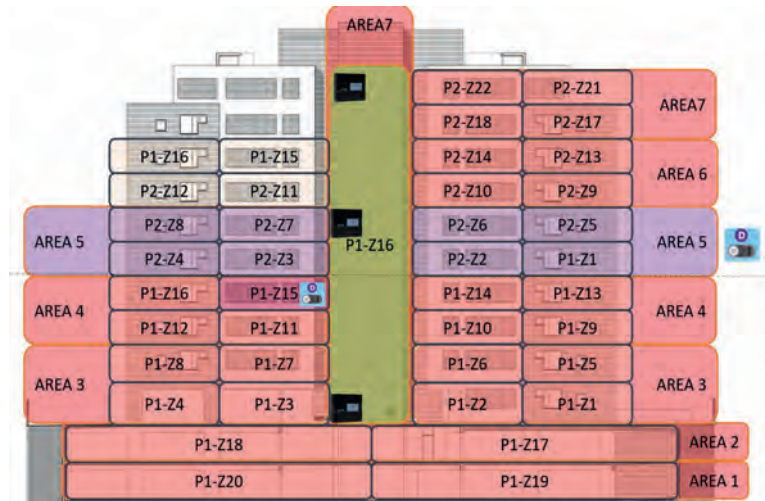 AREA7
P2-Z22 P2-Z21
AREA7
P2-Z18 P2-Z17
P1-Z16 P1-Z15 P2-Z14 P2-Z13
AREA 6
P2-Z12 P2-Z11 P2-Z10 P2-Z9
P2-Z8 P2-Z7 P2-Z6 P2-Z5
AREA 5 P1-Z16 AREA 5
D
P2-Z4 P2-Z3 P2-Z2 P1-Z1
P1-Z16 P1-Z15 D P1-Z14 P1-Z13
AREA 4 AREA 4
P1-Z12 P1-Z11 P1-Z10 P1-Z9
P1-Z8 P1-Z7 P1-Z6 P1-Z5
AREA 3 AREA 3
P1-Z4 P1-Z3 P1-Z2 P1-Z1
P1-Z18 P1-Z17 AREA 2
P1-Z20 P1-Z19 AREA 1